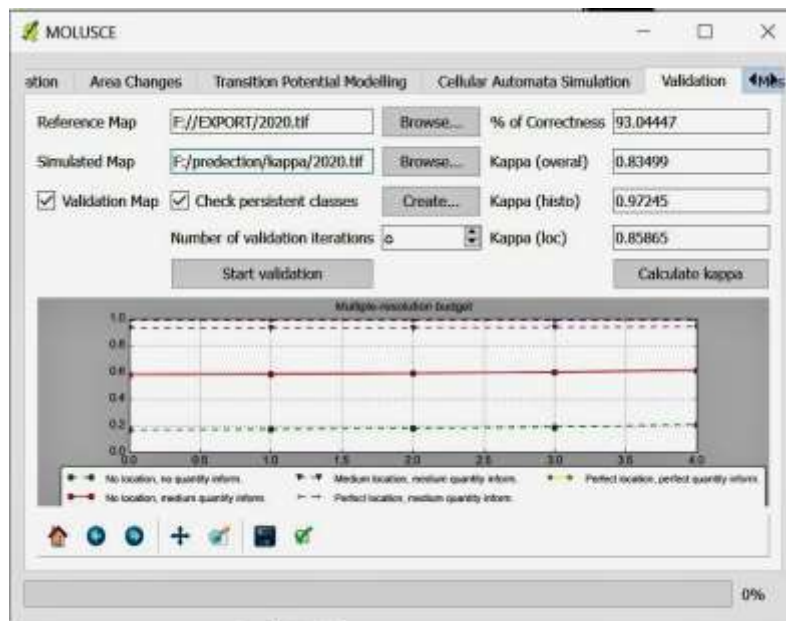 MOLUSCE
ation Area Changes Transition Potential Modelling Cellular Automata Simulation Validation
Reference Map F://EXPORT/2020.tif Browse... % of Correctness 93.04447
Simulated Map F:/predection/kappa/2020.tif Browse... Kappa (overal) 0.83499
Validation Map Check persistent classes Create... Kappa (histo) 0.97245
Number of validation iterations Kappa (loc) 0.85865
Start validation Calculate kappa
Multiple-resolution budget
1.0
0.8
0.6
0.4
0.2
0.0
0.0 0.5 1.0 1.5 2.0 2.5 3.0 3.5 4.0
No location, no quantity inform. Medium location, medium quantity inform. Perfect location, perfect quantity inform.
No location, medium quantity inform. Perfect location, medium quantity inform.
0%